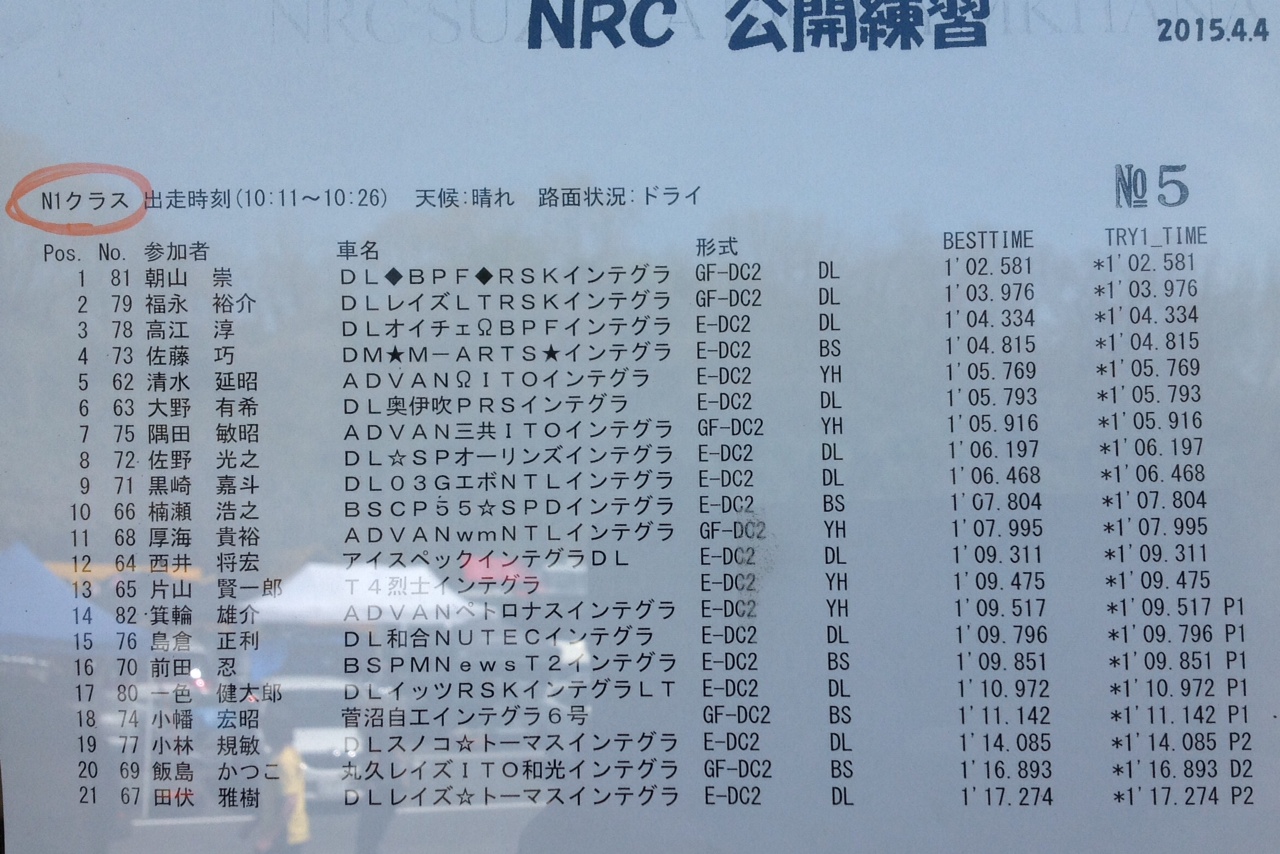 NRC 公開練習
2015.4.4
№5
N1クラス 出走時刻(10:11～10:26) 天候:晴れ 路面状況:ドライ
Pos. No. 参加者 車名 形式 BESTTIME TRY1_TIME
1 81 朝山 崇 ＤＬ◆ＢＰＦ◆ＲＳＫインテグラ GF-DC2 DL 1'02.581 *1'02.581
2 79 福永 裕介 ＤＬレイズＬＴＲＳＫインテグラ GF-DC2 DL 1'03.976 *1'03.976
3 78 高江 淳 ＤＬオイチェΩＢＰＦインテグラ E-DC2 DL 1'04.334 *1'04.334
4 73 佐藤 巧 ＤＭ★Ｍ－ＡＲＴＳ★インテグラ E-DC2 BS 1'04.815 *1'04.815
5 62 清水 延昭 ＡＤＶＡＮΩＩＴＯインテグラ E-DC2 YH 1'05.769 *1'05.769
6 63 大野 有希 ＤＬ奥伊吹ＰＲＳインテグラ E-DC2 DL 1'05.793 *1'05.793
7 75 隅田 敏昭 ＡＤＶＡＮ三共ＩＴＯインテグラ GF-DC2 YH 1'05.916 *1'05.916
8 72 佐野 光之 ＤＬ☆ＳＰオーリンズインテグラ E-DC2 DL 1'06.197 *1'06.197
9 71 黒崎 嘉斗 ＤＬ０３ＧエボＮＴＬインテグラ E-DC2 DL 1'06.468 *1'06.468
10 66 楠瀬 浩之 ＢＳＣＰ５５☆ＳＰＤインテグラ E-DC2 BS 1'07.804 *1'07.804
11 68 厚海 貴裕 ＡＤＶＡＮｗｍＮＴＬインテグラ GF-DC2 YH 1'07.995 *1'07.995
12 64 西井 将宏 アイスペックインテグラＤＬ E-DC2 DL 1'09.311 *1'09.311
13 65 片山 賢一郎 Ｔ４烈士インテグラ E-DC2 YH 1'09.475 *1'09.475
14 82 箕輪 雄介 ＡＤＶＡＮペトロナスインテグラ E-DC2 YH 1'09.517 *1'09.517 P1
15 76 島倉 正利 ＤＬ和合ＮＵＴＥＣインテグラ E-DC2 DL 1'09.796 *1'09.796 P1
16 70 前田 忍 ＢＳＰＭＮｅｗｓＴ２インテグラ E-DC2 BS 1'09.851 *1'09.851 P1
17 80 一色 健太郎 ＤＬイッツＲＳＫインテグラＬＴ E-DC2 DL 1'10.972 *1'10.972 P1
18 74 小幡 宏昭 菅沼自工インテグラ６号 GF-DC2 BS 1'11.142 *1'11.142 P1
19 77 小林 規敏 ＤＬスノコ☆トーマスインテグラ E-DC2 DL 1'14.085 *1'14.085 P2
20 69 飯島 かつこ 丸久レイズＩＴＯ和光インテグラ GF-DC2 BS 1'16.893 *1'16.893 D2
21 67 田伏 雅樹 ＤＬレイズ☆トーマスインテグラ E-DC2 DL 1'17.274 *1'17.274 P2